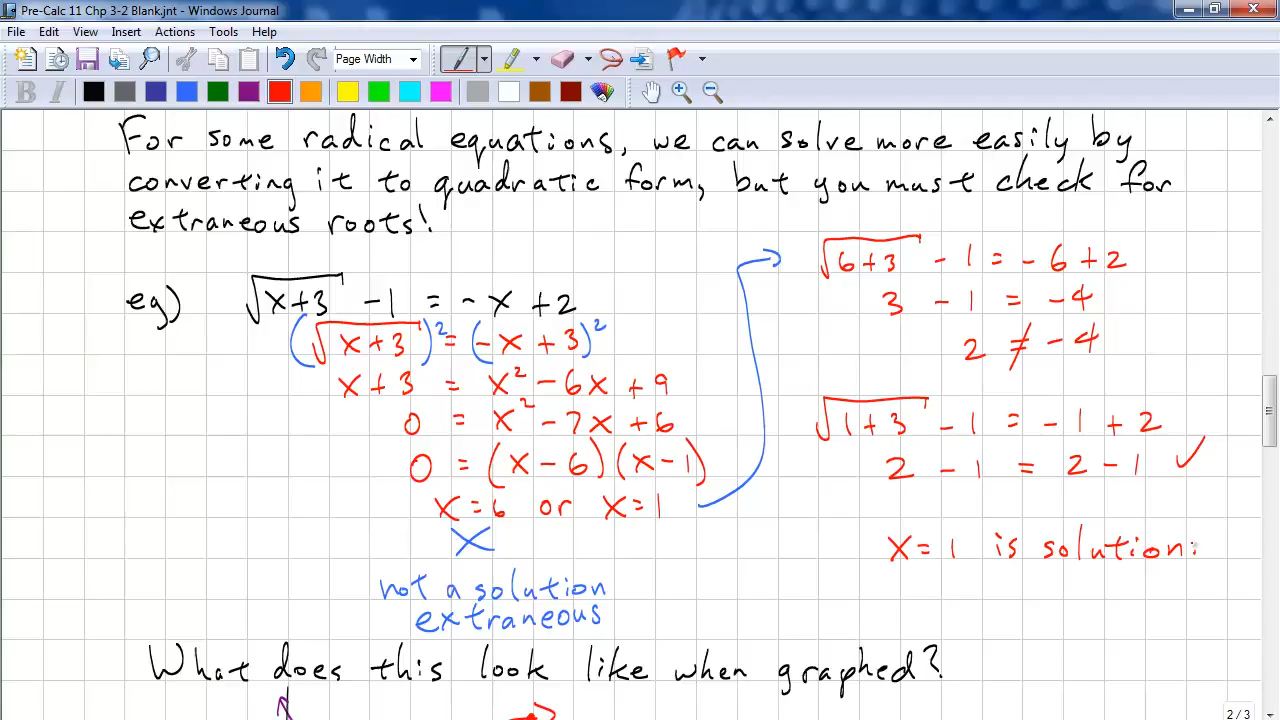 Pre-Calc 11 Chp 3-2 Blank.jnt - Windows Journal
File Edit View Insert Actions Tools Help
Page Width
B I
For some radical equations, we can solve more easily by
converting it to quadratic form, but you must check for
extraneous roots!
eg) √(x+3) - 1 = -x + 2
(√(x+3))² = (-x + 3)²
x + 3 = x² - 6x + 9
0 = x² - 7x + 6
0 = (x - 6)(x - 1)
x = 6 or x = 1
X
not a solution
extraneous
√(6+3) - 1 = -6 + 2
3 - 1 = -4
2 ≠ -4
√(1+3) - 1 = -1 + 2
2 - 1 = 2 - 1 ✓
x = 1 is solution:
What does this look like when graphed?
2 / 3